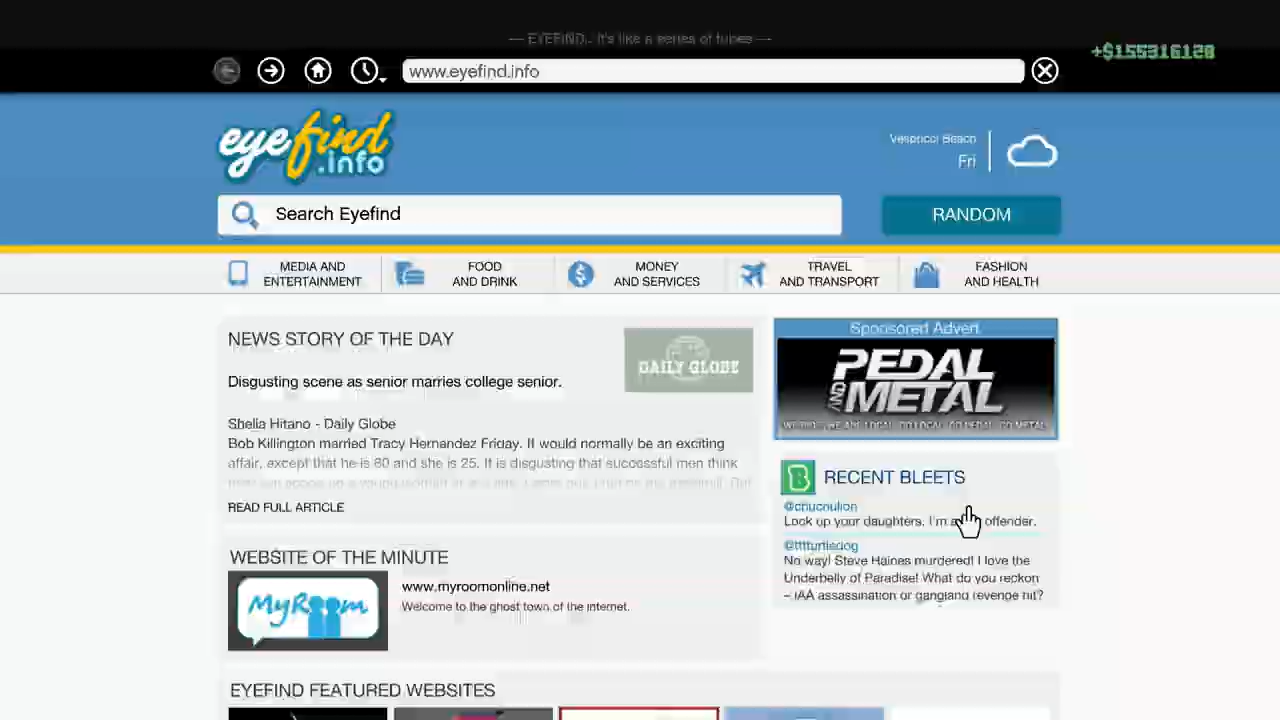 — EYEFIND.. It's like a series of tubes —
+$155316128
www.eyefind.info
eyefind
.info
Vespucci Beach
Fri
Search Eyefind
RANDOM
MEDIA AND
ENTERTAINMENT
FOOD
AND DRINK
MONEY
AND SERVICES
TRAVEL
AND TRANSPORT
FASHION
AND HEALTH
NEWS STORY OF THE DAY
DAILY GLOBE
Disgusting scene as senior marries college senior.
Shelia Hitano - Daily Globe
Bob Killington married Tracy Hernandez Friday. It would normally be an exciting
affair, except that he is 80 and she is 25. It is disgusting that successful men think
READ FULL ARTICLE
Sponsored Advert
PEDAL
AND
METAL
RECENT BLEETS
Look up your daughters. I'm a offender.
@ttturtledog
No way! Steve Haines murdered! I love the
Underbelly of Paradise! What do you reckon
– IAA assassination or gangland revenge hit?
WEBSITE OF THE MINUTE
MyRoom
www.myroomonline.net
Welcome to the ghost town of the internet.
EYEFIND FEATURED WEBSITES